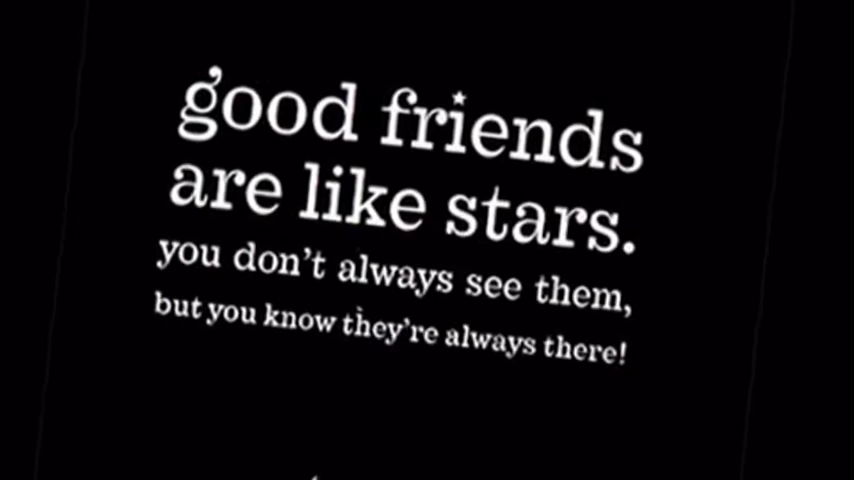 good friends
are like stars.
you don't always see them,
but you know they're always there!